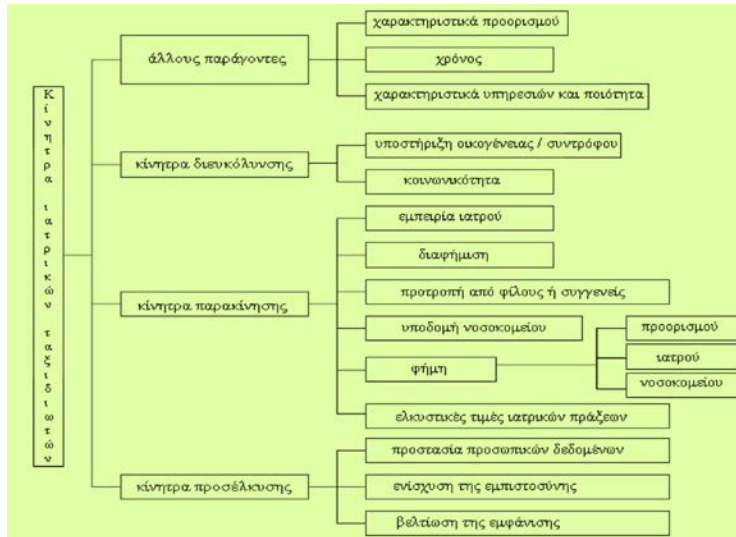 Κίνητρα ιατρικών ταξιδιωτών
άλλους παράγοντες
χαρακτηριστικά προορισμού
χρόνος
χαρακτηριστικά υπηρεσιών και ποιότητα
κίνητρα διευκόλυνσης
υποστήριξη οικογένειας / συντρόφου
κοινωνικότητα
κίνητρα παρακίνησης
εμπειρία ιατρού
διαφήμιση
προτροπή από φίλους ή συγγενείς
υποδομή νοσοκομείου
φήμη
προορισμού
ιατρού
νοσοκομείου
ελκυστικές τιμές ιατρικών πράξεων
κίνητρα προσέλκυσης
προστασία προσωπικών δεδομένων
ενίσχυση της εμπιστοσύνης
βελτίωση της εμφάνισης